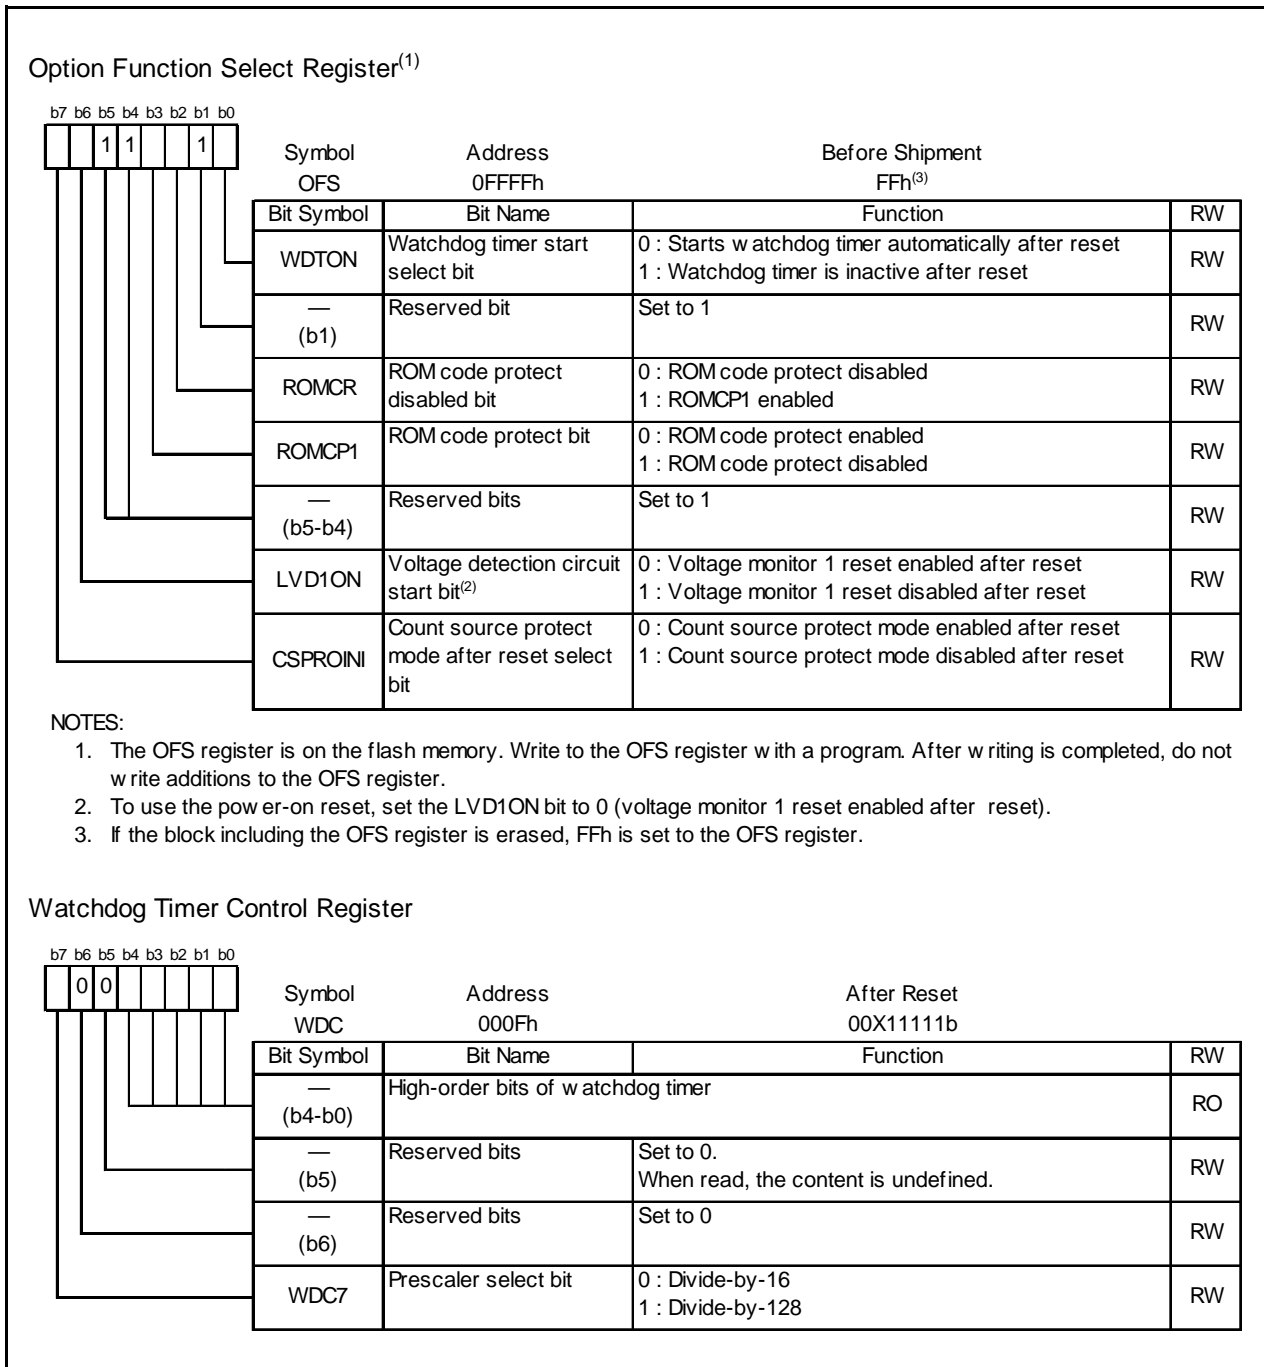 Option Function Select Register(1)
b7 b6 b5 b4 b3 b2 b1 b0
1 1 1
Symbol Address Before Shipment
OFS 0FFFFh FFh(3)
Bit Symbol Bit Name Function RW
WDTON Watchdog timer start select bit 0 : Starts watchdog timer automatically after reset
1 : Watchdog timer is inactive after reset RW
— (b1) Reserved bit Set to 1 RW
ROMCR ROM code protect disabled bit 0 : ROM code protect disabled
1 : ROMCP1 enabled RW
ROMCP1 ROM code protect bit 0 : ROM code protect enabled
1 : ROM code protect disabled RW
— (b5-b4) Reserved bits Set to 1 RW
LVD1ON Voltage detection circuit start bit(2) 0 : Voltage monitor 1 reset enabled after reset
1 : Voltage monitor 1 reset disabled after reset RW
CSPROINI Count source protect mode after reset select bit 0 : Count source protect mode enabled after reset
1 : Count source protect mode disabled after reset RW
NOTES:
1. The OFS register is on the flash memory. Write to the OFS register with a program. After writing is completed, do not
write additions to the OFS register.
2. To use the power-on reset, set the LVD1ON bit to 0 (voltage monitor 1 reset enabled after reset).
3. If the block including the OFS register is erased, FFh is set to the OFS register.
Watchdog Timer Control Register
b7 b6 b5 b4 b3 b2 b1 b0
0 0
Symbol Address After Reset
WDC 000Fh 00X11111b
Bit Symbol Bit Name Function RW
— (b4-b0) High-order bits of watchdog timer RO
— (b5) Reserved bits Set to 0.
When read, the content is undefined. RW
— (b6) Reserved bits Set to 0 RW
WDC7 Prescaler select bit 0 : Divide-by-16
1 : Divide-by-128 RW